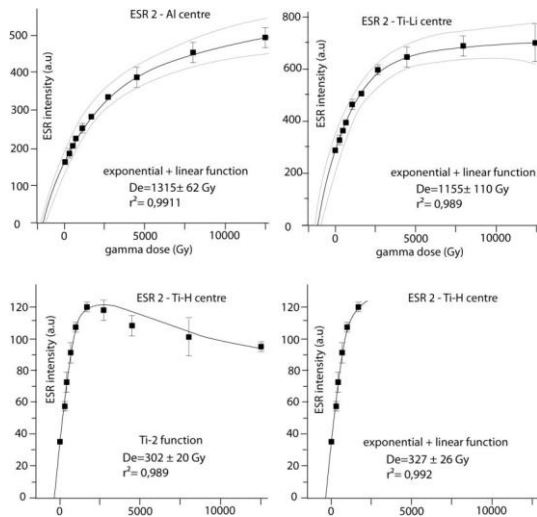 ESR 2 - Al centre
ESR intensity (a.u)
500
400
300
200
100
0
exponential + linear function
De=1315± 62 Gy
r²= 0,9911
0 5000 10000
gamma dose (Gy)
ESR 2 - Ti-Li centre
ESR intensity (a.u)
800
600
400
200
0
exponential + linear function
De=1155± 110 Gy
r²= 0,989
0 5000 10000
gamma dose (Gy)
ESR 2 - Ti-H centre
ESR intensity (a.u)
120
100
80
60
40
20
0
Ti-2 function
De=302 ± 20 Gy
r²= 0,989
0 5000 10000
ESR 2 - Ti-H centre
ESR intensity (a.u)
120
100
80
60
40
20
0
exponential + linear function
De=327 ± 26 Gy
r²= 0,992
0 5000 10000